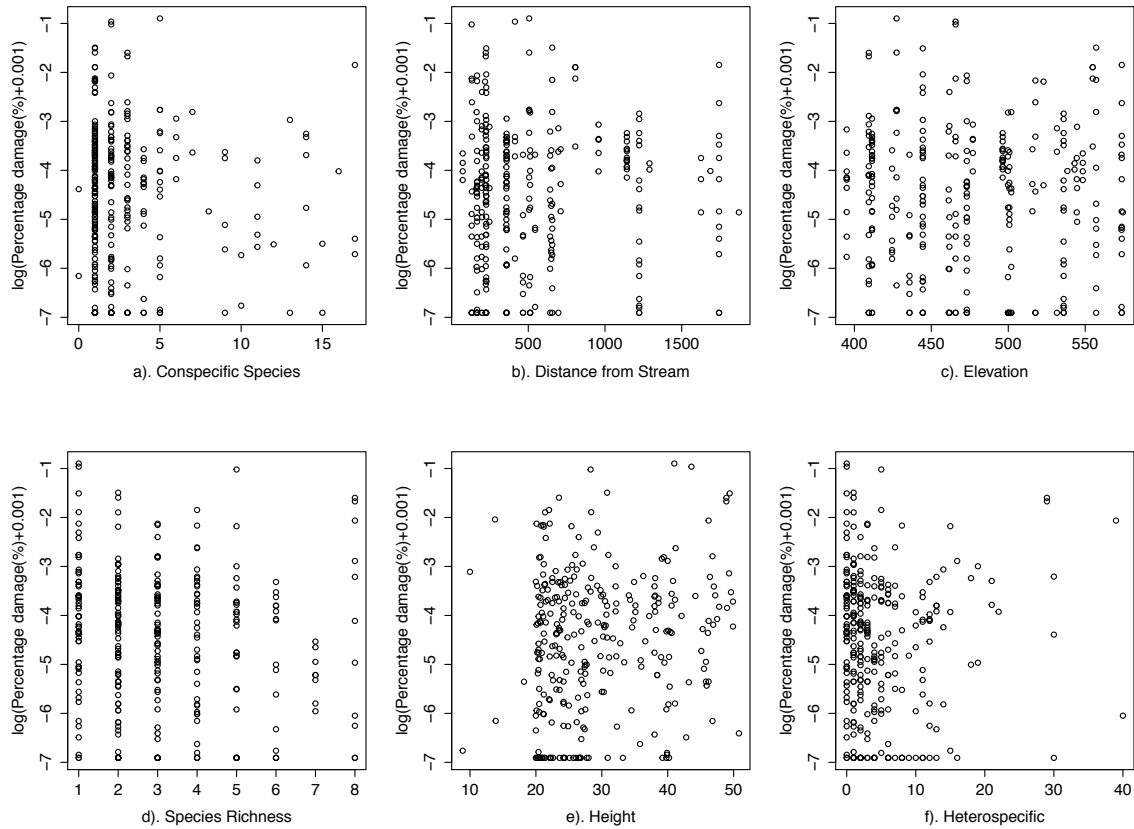 log(Percentage damage(%)+0.001)
-1
-2
-3
-4
-5
-6
-7
0 5 10 15
a). Conspecific Species
log(Percentage damage(%)+0.001)
-1
-2
-3
-4
-5
-6
-7
500 1000 1500
b). Distance from Stream
log(Percentage damage(%)+0.001)
-1
-2
-3
-4
-5
-6
-7
400 450 500 550
c). Elevation
log(Percentage damage(%)+0.001)
-1
-2
-3
-4
-5
-6
-7
1 2 3 4 5 6 7 8
d). Species Richness
log(Percentage damage(%)+0.001)
-1
-2
-3
-4
-5
-6
-7
10 20 30 40 50
e). Height
log(Percentage damage(%)+0.001)
-1
-2
-3
-4
-5
-6
-7
0 10 20 30 40
f). Heterospecific